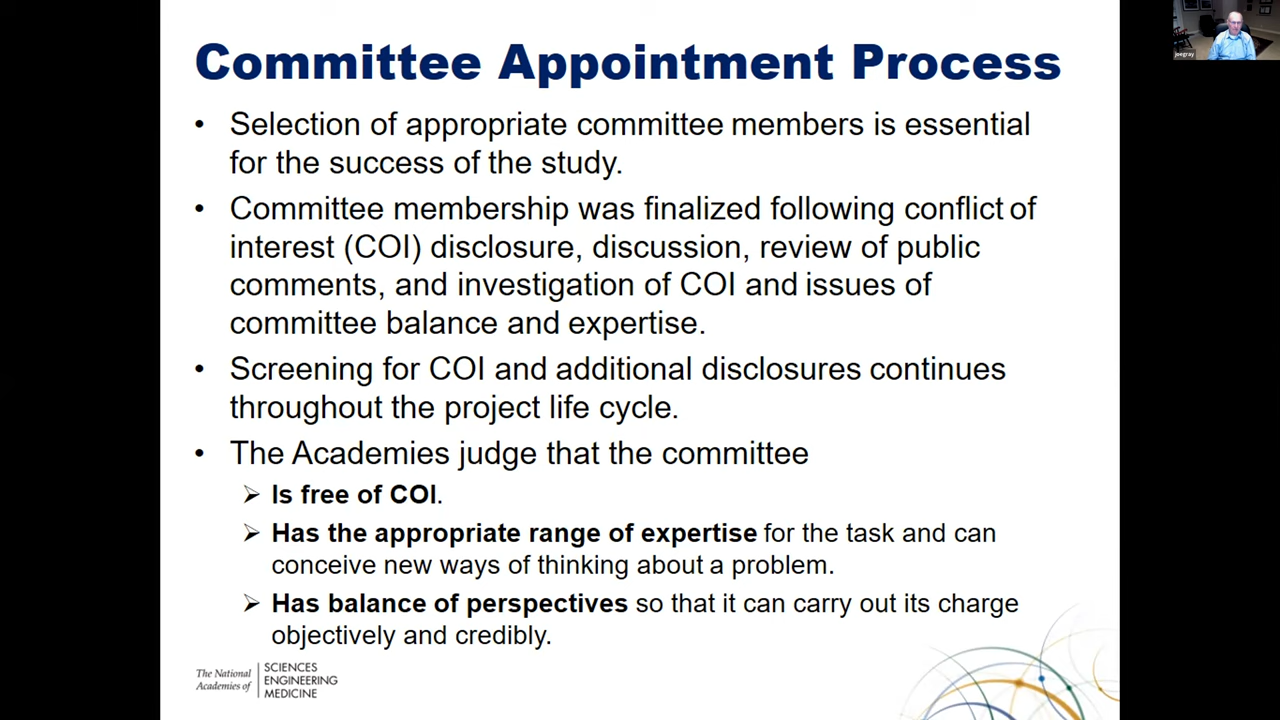 Committee Appointment Process
• Selection of appropriate committee members is essential
for the success of the study.
• Committee membership was finalized following conflict of
interest (COI) disclosure, discussion, review of public
comments, and investigation of COI and issues of
committee balance and expertise.
• Screening for COI and additional disclosures continues
throughout the project life cycle.
• The Academies judge that the committee
➢ Is free of COI.
➢ Has the appropriate range of expertise for the task and can
conceive new ways of thinking about a problem.
➢ Has balance of perspectives so that it can carry out its charge
objectively and credibly.
The National
Academies of
SCIENCES
ENGINEERING
MEDICINE
joegray